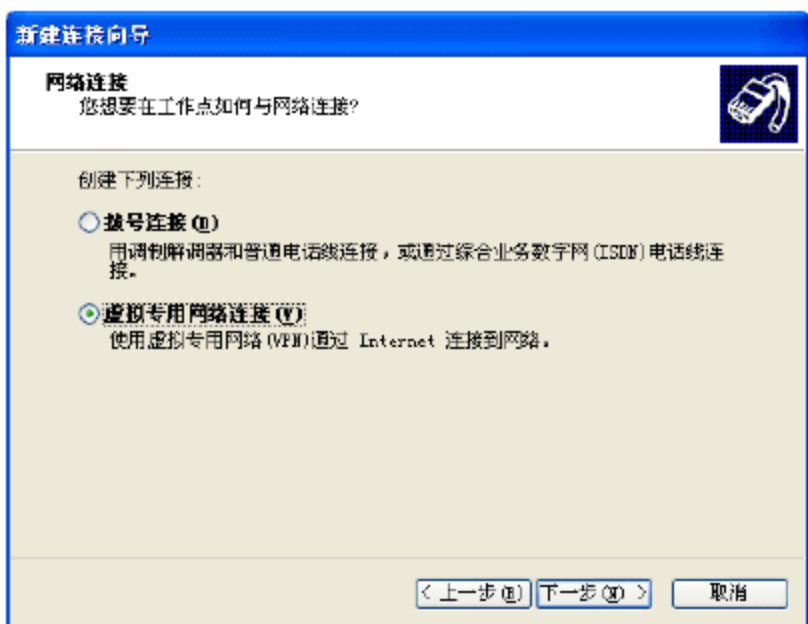 新建连接向导
网络连接
您想要在工作点如何与网络连接?
创建下列连接:
拨号连接(D)
用调制解调器和普通电话线连接，或通过综合业务数字网(ISDN)电话线连
接。
虚拟专用网络连接(V)
使用虚拟专用网络(VPN)通过 Internet 连接到网络。
< 上一步(B) 下一步(N) > 取消